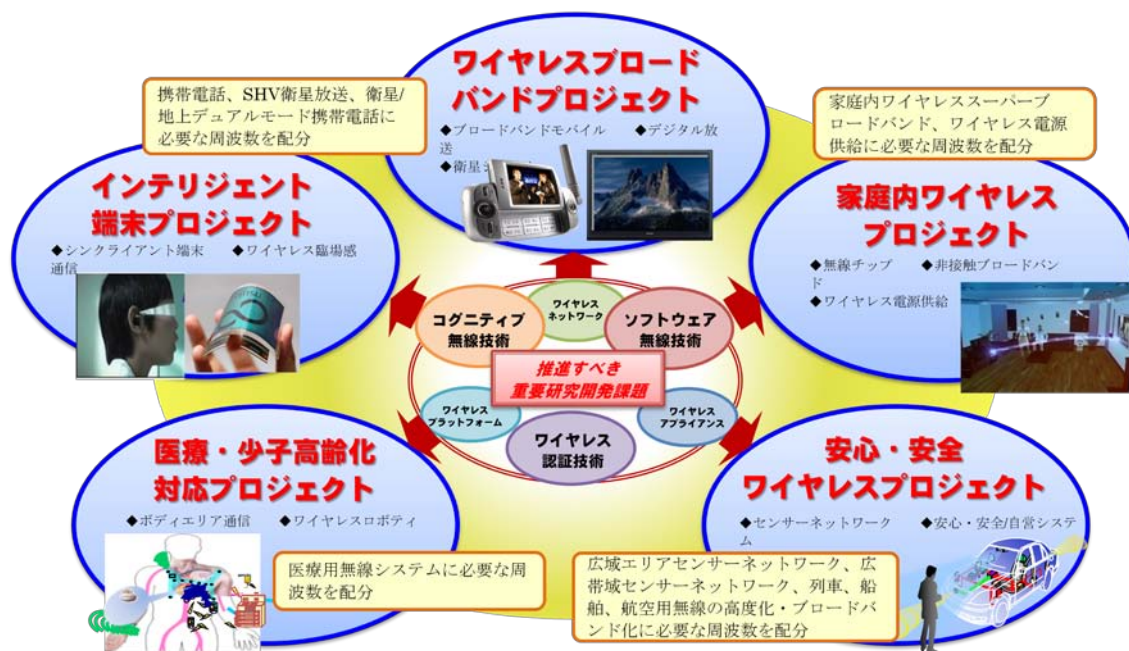 ワイヤレスブロード
バンドプロジェクト
◆ブロードバンドモバイル ◆デジタル放
送
◆衛星
携帯電話、SHV衛星放送、衛星/
地上デュアルモード携帯電話に
必要な周波数を配分
家庭内ワイヤレススーパーブ
ロードバンド、ワイヤレス電源
供給に必要な周波数を配分
インテリジェント
端末プロジェクト
◆シンクライアント端末 ◆ワイヤレス臨場感
通信
家庭内ワイヤレス
プロジェクト
◆無線チップ ◆非接触ブロードバン
ド
◆ワイヤレス電源供給
コグニティブ
無線技術
ワイヤレス
ネットワーク
ソフトウェア
無線技術
推進すべき
重要研究開発課題
ワイヤレス
プラットフォーム
ワイヤレス
認証技術
ワイヤレス
アプライアンス
医療・少子高齢化
対応プロジェクト
◆ボディエリア通信 ◆ワイヤレスロボティ
医療用無線システムに必要な周
波数を配分
安心・安全
ワイヤレスプロジェクト
◆センサーネットワーク ◆安心・安全/自営システ
ム
広域エリアセンサーネットワーク、広
帯域センサーネットワーク、列車、船
舶、航空用無線の高度化・ブロードバ
ンド化に必要な周波数を配分